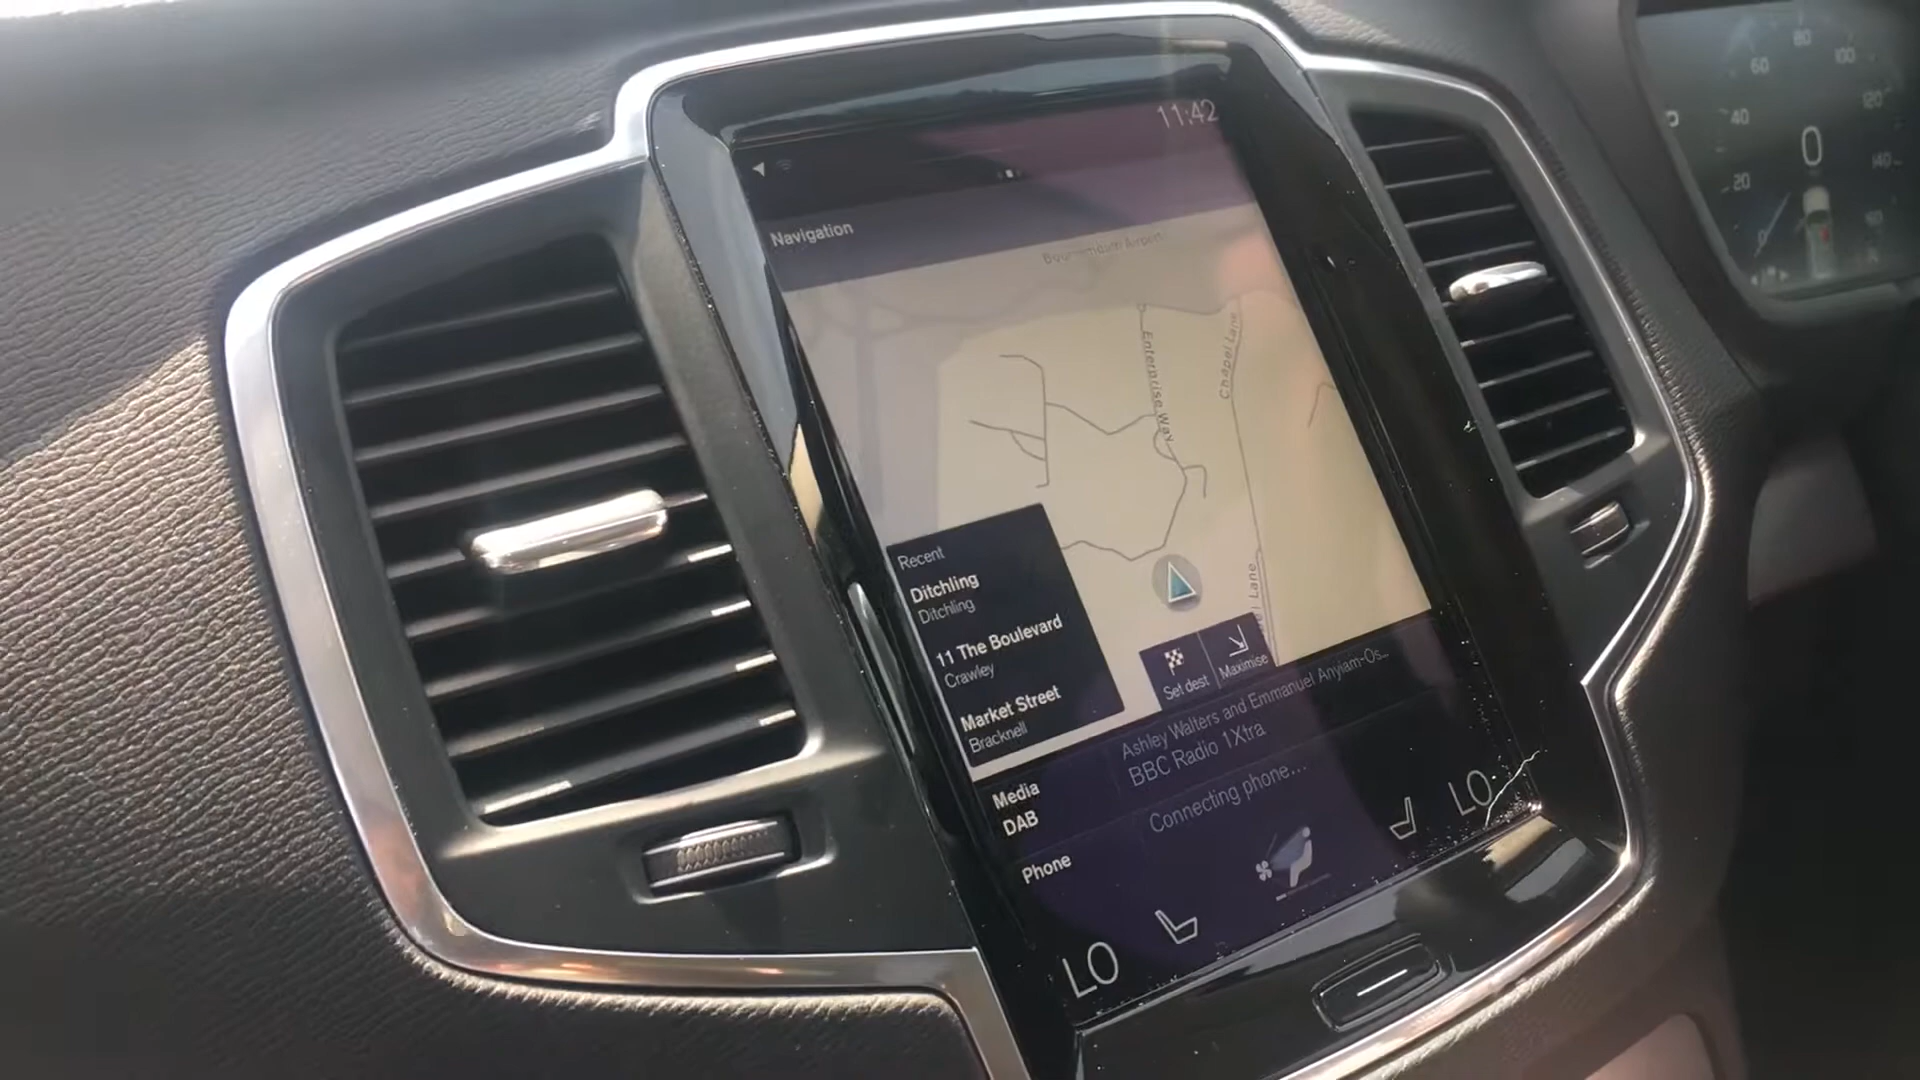 11:42
Navigation
Bournemouth Airport
Enterprise Way
Chapel Lane
Lane
Recent
Ditchling
Ditchling
11 The Boulevard
Crawley
Market Street
Bracknell
Set dest
Maximise
Media
DAB
Ashley Walters and Emmanuel Anyiam-Os...
BBC Radio 1Xtra
Phone
Connecting phone...
LO
LO
0
20
40
60
80
100
120
140
0